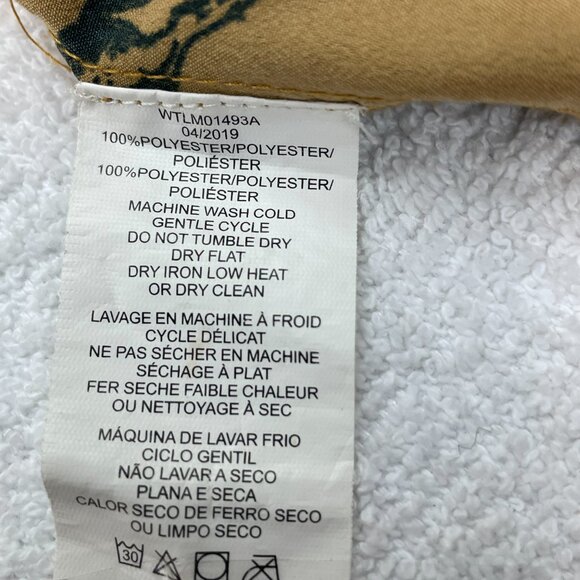 WTLM01493A
04/2019
100%POLYESTER/POLYESTER/
POLIÉSTER
100%POLYESTER/POLYESTER/
POLIÉSTER
MACHINE WASH COLD
GENTLE CYCLE
DO NOT TUMBLE DRY
DRY FLAT
DRY IRON LOW HEAT
OR DRY CLEAN
LAVAGE EN MACHINE À FROID
CYCLE DÉLICAT
NE PAS SÉCHER EN MACHINE
SÉCHAGE À PLAT
FER SECHE FAIBLE CHALEUR
OU NETTOYAGE À SEC
MÁQUINA DE LAVAR FRIO
CICLO GENTIL
NÃO LAVAR A SECO
PLANA E SECA
CALOR SECO DE FERRO SECO
OU LIMPO SECO
30